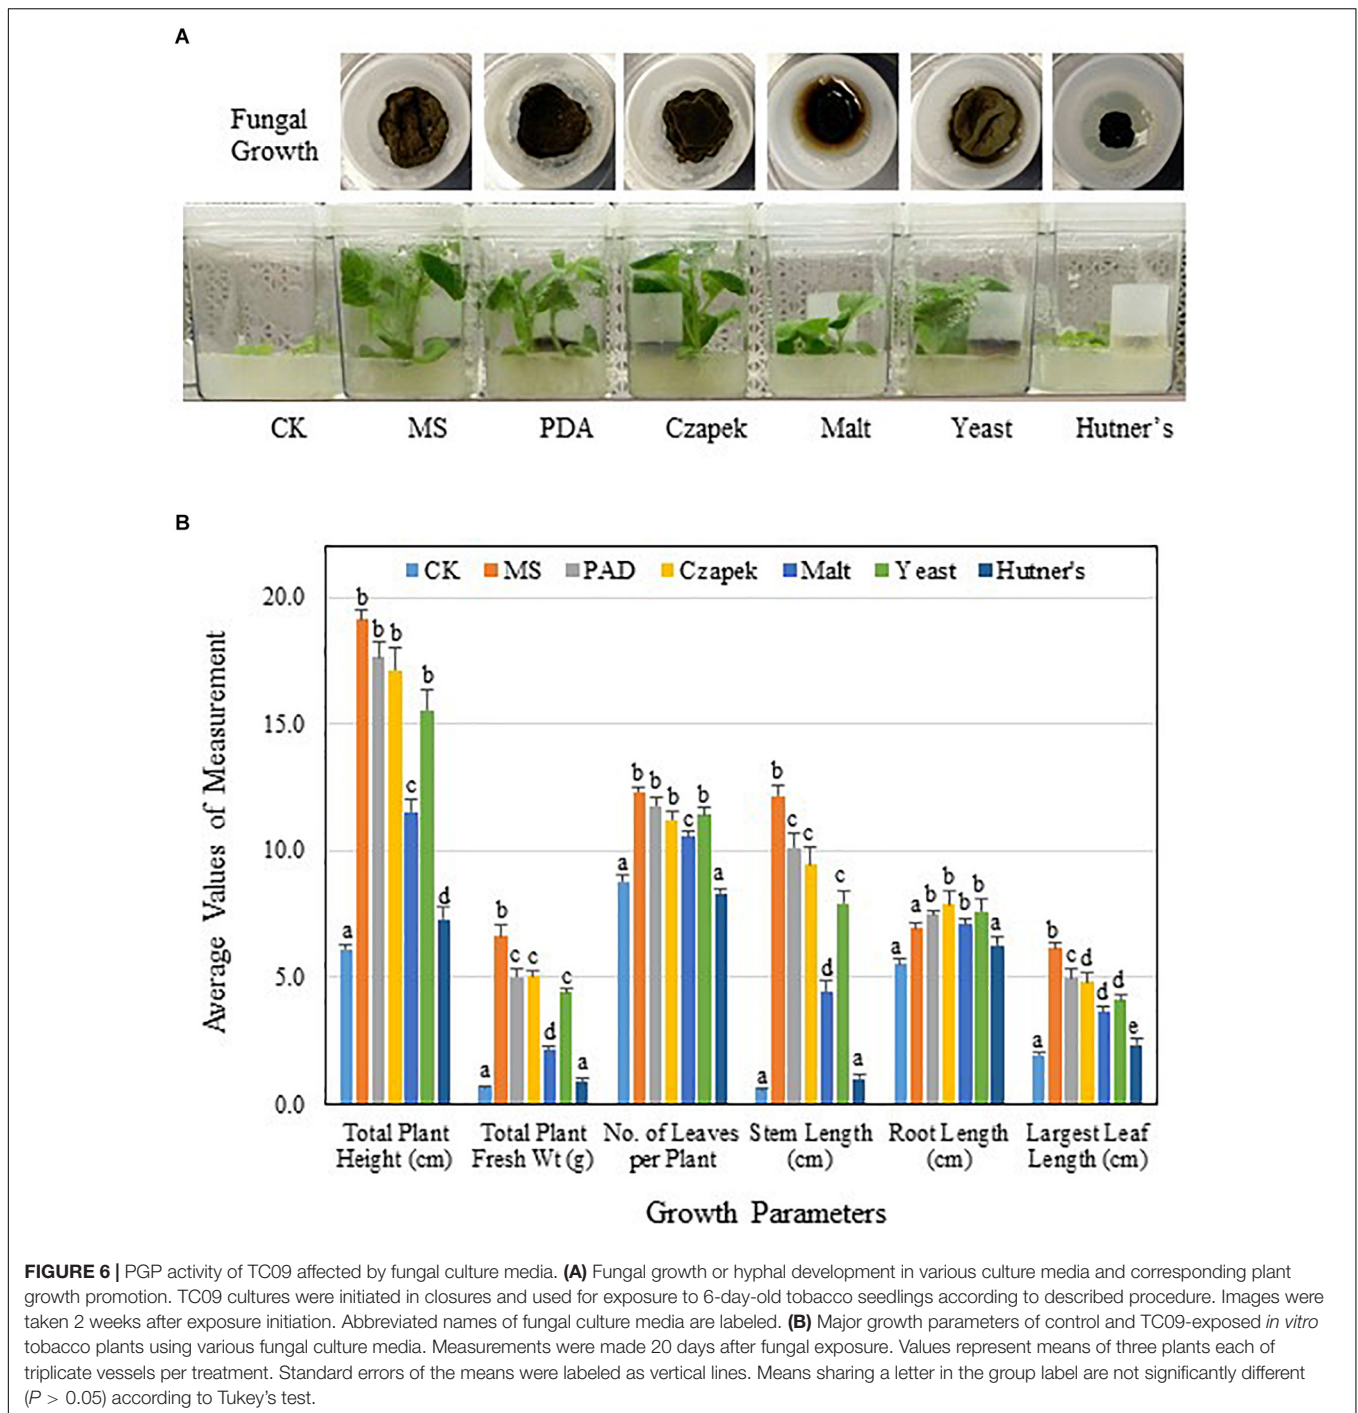 A
Fungal
Growth
CK MS PDA Czapek Malt Yeast Hutner's
B
CK MS PAD Czapek Malt Yeast Hutner's
Average Values of Measurement
20.0
15.0
10.0
5.0
0.0
a b b b c b d
a b c c d c a
a b b b c b a
a b c c d c a
a a b b b b a
a b c d d d e
Total Plant Height (cm)
Total Plant Fresh Wt (g)
No. of Leaves per Plant
Stem Length (cm)
Root Length (cm)
Largest Leaf Length (cm)
Growth Parameters
FIGURE 6 | PGP activity of TC09 affected by fungal culture media. (A) Fungal growth or hyphal development in various culture media and corresponding plant
growth promotion. TC09 cultures were initiated in closures and used for exposure to 6-day-old tobacco seedlings according to described procedure. Images were
taken 2 weeks after exposure initiation. Abbreviated names of fungal culture media are labeled. (B) Major growth parameters of control and TC09-exposed in vitro
tobacco plants using various fungal culture media. Measurements were made 20 days after fungal exposure. Values represent means of three plants each of
triplicate vessels per treatment. Standard errors of the means were labeled as vertical lines. Means sharing a letter in the group label are not significantly different
(P > 0.05) according to Tukey's test.